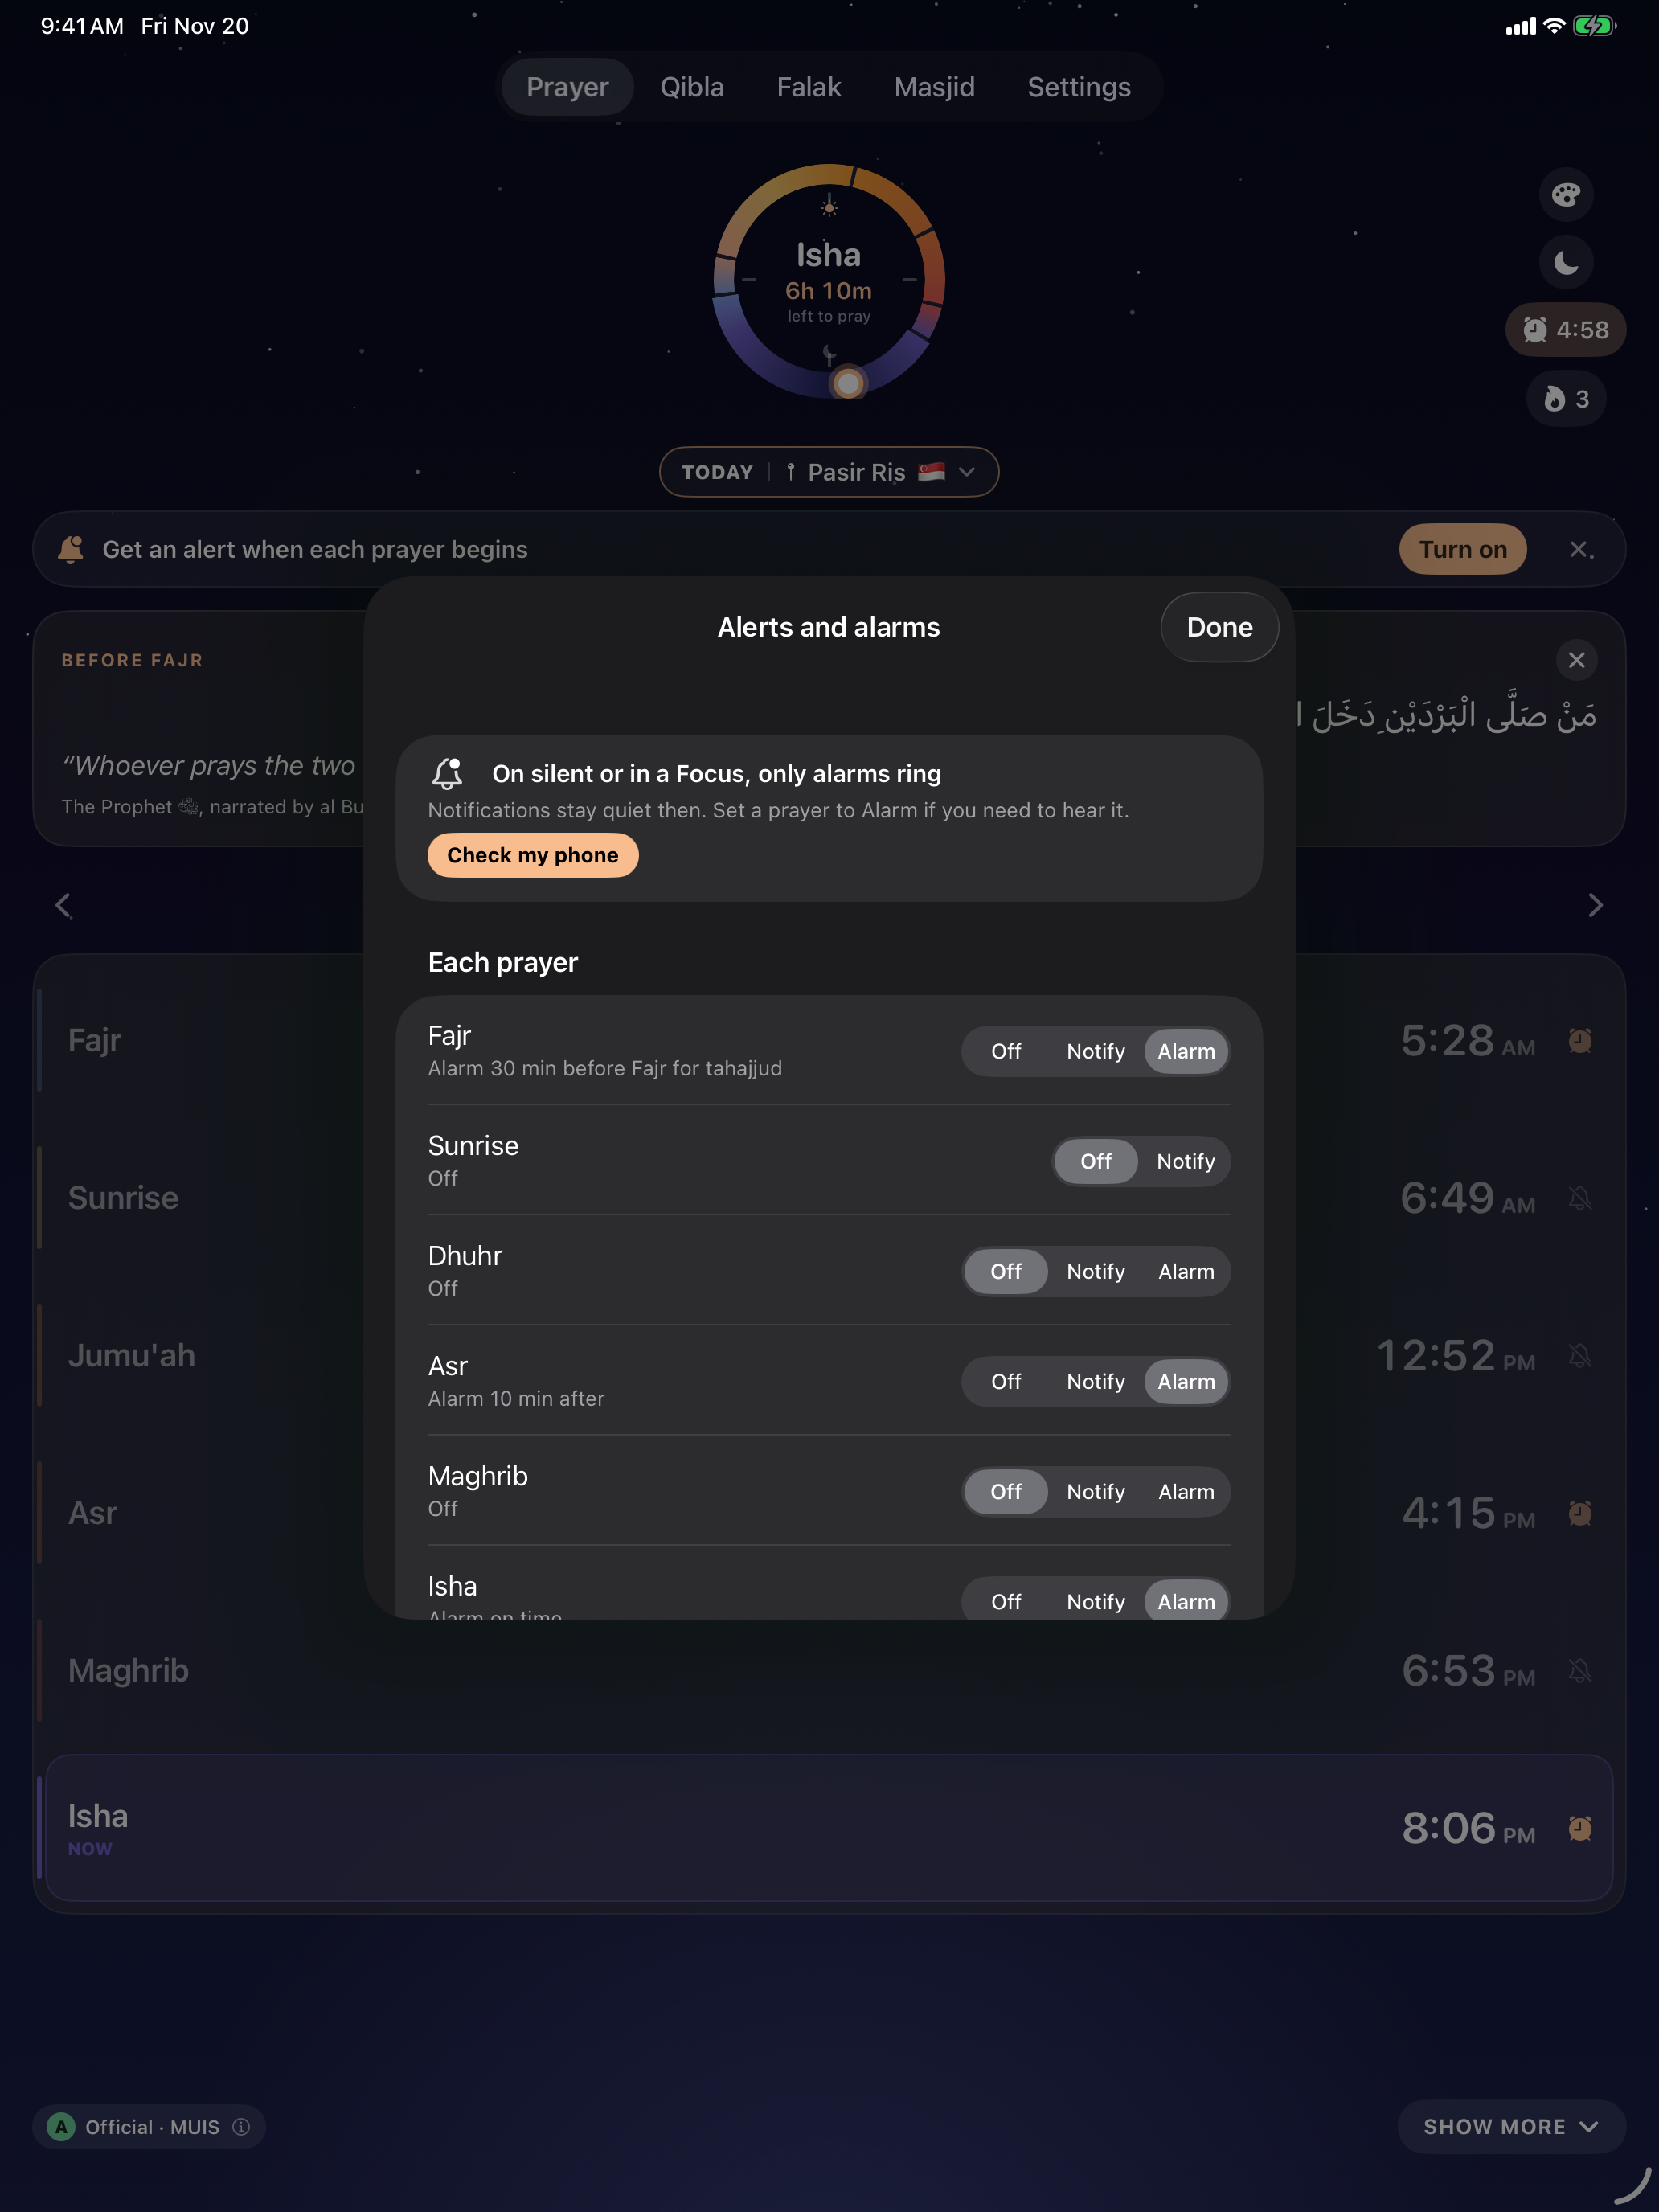 9:41 AM Fri Nov 20
Prayer Qibla Falak Masjid Settings
Isha
6h 10m
left to pray
4:58
3
TODAY Pasir Ris
Get an alert when each prayer begins
Turn on
BEFORE FAJR
مَنْ صَلَّى الْبَرْدَيْنِ دَخَلَ ا
“Whoever prays the two
The Prophet ﷺ, narrated by al Bu
Alerts and alarms
Done
On silent or in a Focus, only alarms ring
Notifications stay quiet then. Set a prayer to Alarm if you need to hear it.
Check my phone
Each prayer
Fajr
Alarm 30 min before Fajr for tahajjud
Off Notify Alarm
Sunrise
Off
Off Notify
Dhuhr
Off
Off Notify Alarm
Asr
Alarm 10 min after
Off Notify Alarm
Maghrib
Off
Off Notify Alarm
Isha
Alarm on time
Off Notify Alarm
Fajr
5:28 AM
Sunrise
6:49 AM
Jumu'ah
12:52 PM
Asr
4:15 PM
Maghrib
6:53 PM
Isha
NOW
8:06 PM
A Official · MUIS
SHOW MORE